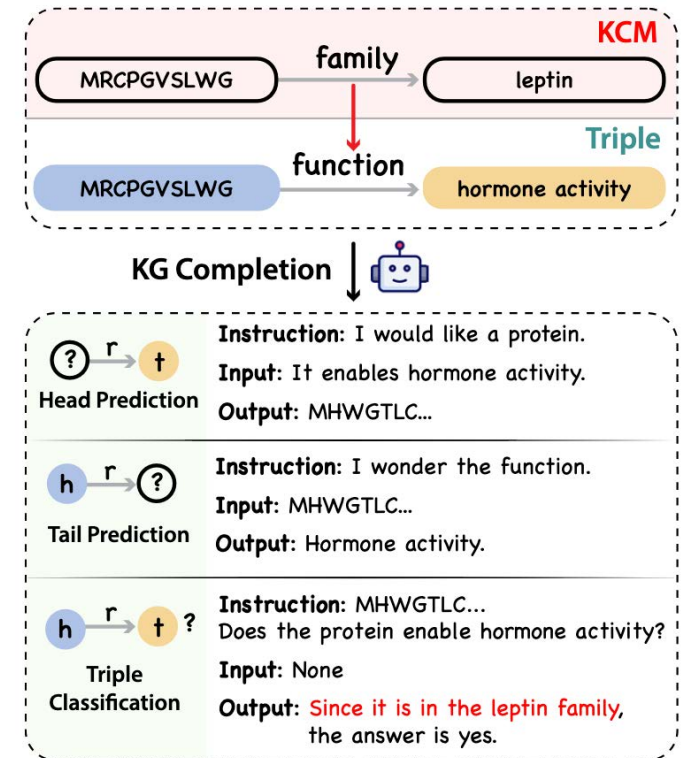 KCM
MRCPGVSLWG
family
leptin
Triple
MRCPGVSLWG
function
hormone activity
KG Completion
? r t
Head Prediction
Instruction: I would like a protein.
Input: It enables hormone activity.
Output: MHWGTLC...
h r ?
Tail Prediction
Instruction: I wonder the function.
Input: MHWGTLC...
Output: Hormone activity.
h r t ?
Triple
Classification
Instruction: MHWGTLC...
Does the protein enable hormone activity?
Input: None
Output: Since it is in the leptin family,
the answer is yes.